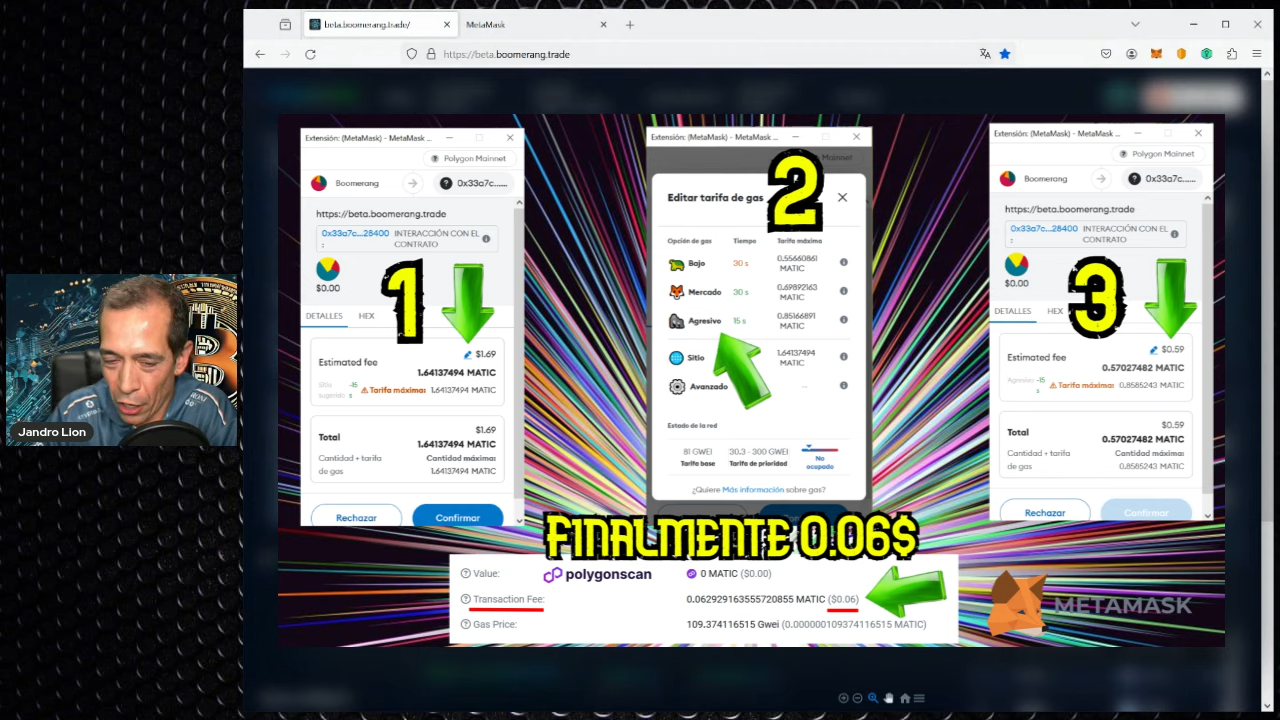 beta.boomerang.trade/
MetaMask
https://beta.boomerang.trade
Extensión: (MetaMask) - MetaMask ...
Polygon Mainnet
Boomerang
0x33a7c......
https://beta.boomerang.trade
0x33a7c...28400
:
INTERACCIÓN CON EL
CONTRATO
$0.00
DETALLES
HEX
1
Estimated fee
$1.69
1.64137494 MATIC
Sitio
sugerido
-15
s
Tarifa máxima:
1.64137494 MATIC
Total
$1.69
1.64137494 MATIC
Cantidad + tarifa
de gas
Cantidad máxima:
1.64137494 MATIC
Rechazar
Confirmar
Extensión: (MetaMask) - MetaMask ...
Mainnet
Editar tarifa de gas
2
Opción de gas
Tiempo
Tarifa máxima
Bajo
30 s
0.55660861
MATIC
Mercado
30 s
0.69892163
MATIC
Agresivo
15 s
0.85166891
MATIC
Sitio
1.64137494
MATIC
Avanzado
Estado de la red
81 GWEI
Tarifa base
30.3 - 300 GWEI
Tarifa de prioridad
No
ocupado
¿Quiere Más información sobre gas?
Extensión: (MetaMask) - MetaMask ...
Polygon Mainnet
Boomerang
0x33a7c......
https://beta.boomerang.trade
0x33a7c...28400
:
INTERACCIÓN CON EL
CONTRATO
$0.00
DETALLES
HEX
3
Estimated fee
$0.59
0.57027482 MATIC
Agresivo
-15
s
Tarifa máxima:
0.8585243 MATIC
Total
$0.59
0.57027482 MATIC
Cantidad + tarifa
de gas
Cantidad máxima:
0.8585243 MATIC
Rechazar
Confirmar
FINALMENTE 0.06$
Value:
polygonscan
0 MATIC ($0.00)
Transaction Fee:
0.062929163555720855 MATIC ($0.06)
Gas Price:
109.374116515 Gwei (0.000000109374116515 MATIC)
METAMASK
Jandro Lion